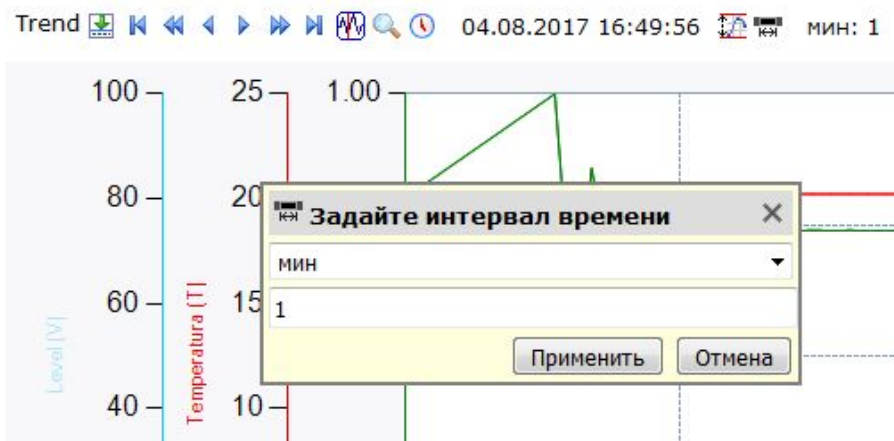 Trend 04.08.2017 16:49:56 мин: 1
100 25 1.00
80 20
Задайте интервал времени
мин
60 15
1
Level [V]
Temperatura [T]
Применить Отмена
40 10